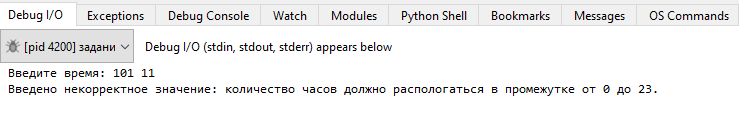 Debug I/O Exceptions Debug Console Watch Modules Python Shell Bookmarks Messages OS Commands
[pid 4200] задани Debug I/O (stdin, stdout, stderr) appears below
Введите время: 101 11
Введено некорректное значение: количество часов должно распологаться в промежутке от 0 до 23.